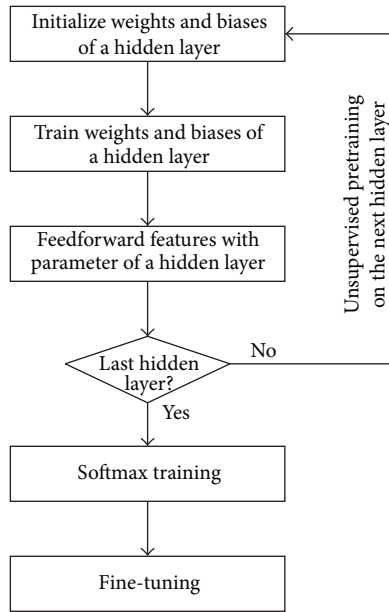 Initialize weights and biases
of a hidden layer
Train weights and biases of
a hidden layer
Feedforward features with
parameter of a hidden layer
Last hidden
layer?
No
Yes
Unsupervised pretraining
on the next hidden layer
Softmax training
Fine-tuning